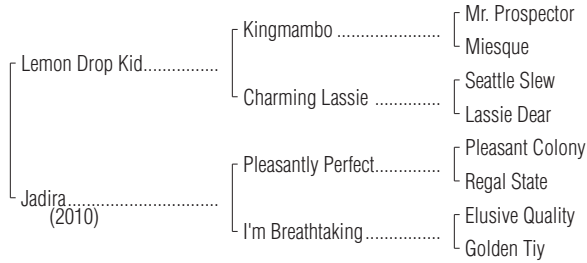 Mr. Prospector
Kingmambo ......................
Miesque
Lemon Drop Kid................
Seattle Slew
Charming Lassie ..............
Lassie Dear
Pleasant Colony
Pleasantly Perfect..............
Regal State
Jadira................................
(2010)
Elusive Quality
I'm Breathtaking................
Golden Tiy